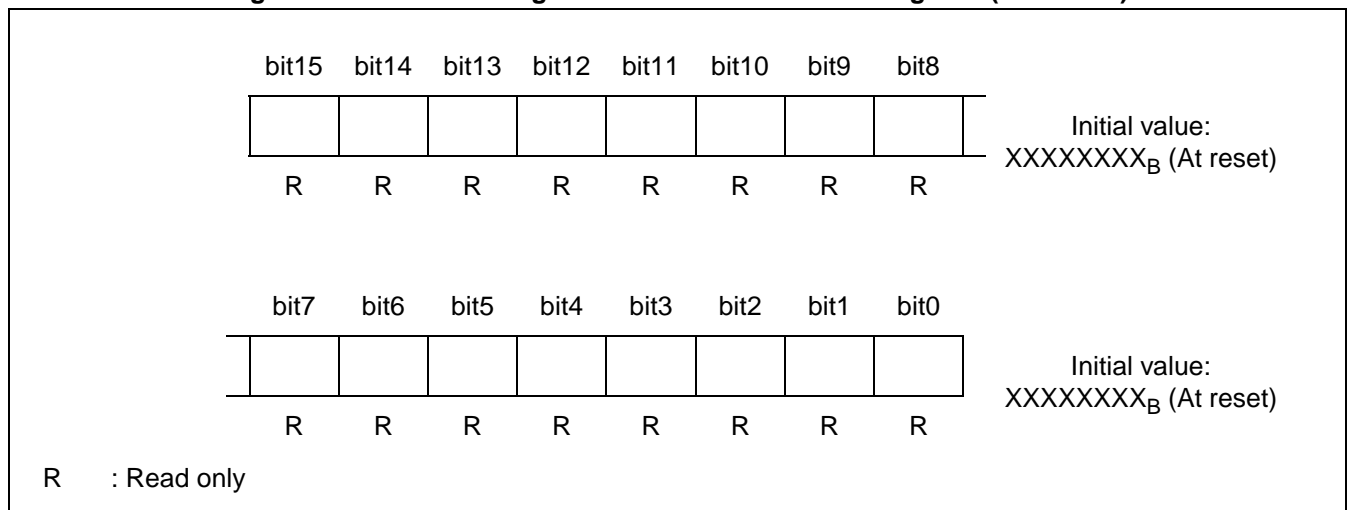 bit15 bit14 bit13 bit12 bit11 bit10 bit9 bit8
Initial value:
XXXXXXXXB (At reset)
R R R R R R R R
bit7 bit6 bit5 bit4 bit3 bit2 bit1 bit0
Initial value:
XXXXXXXXB (At reset)
R R R R R R R R
R : Read only